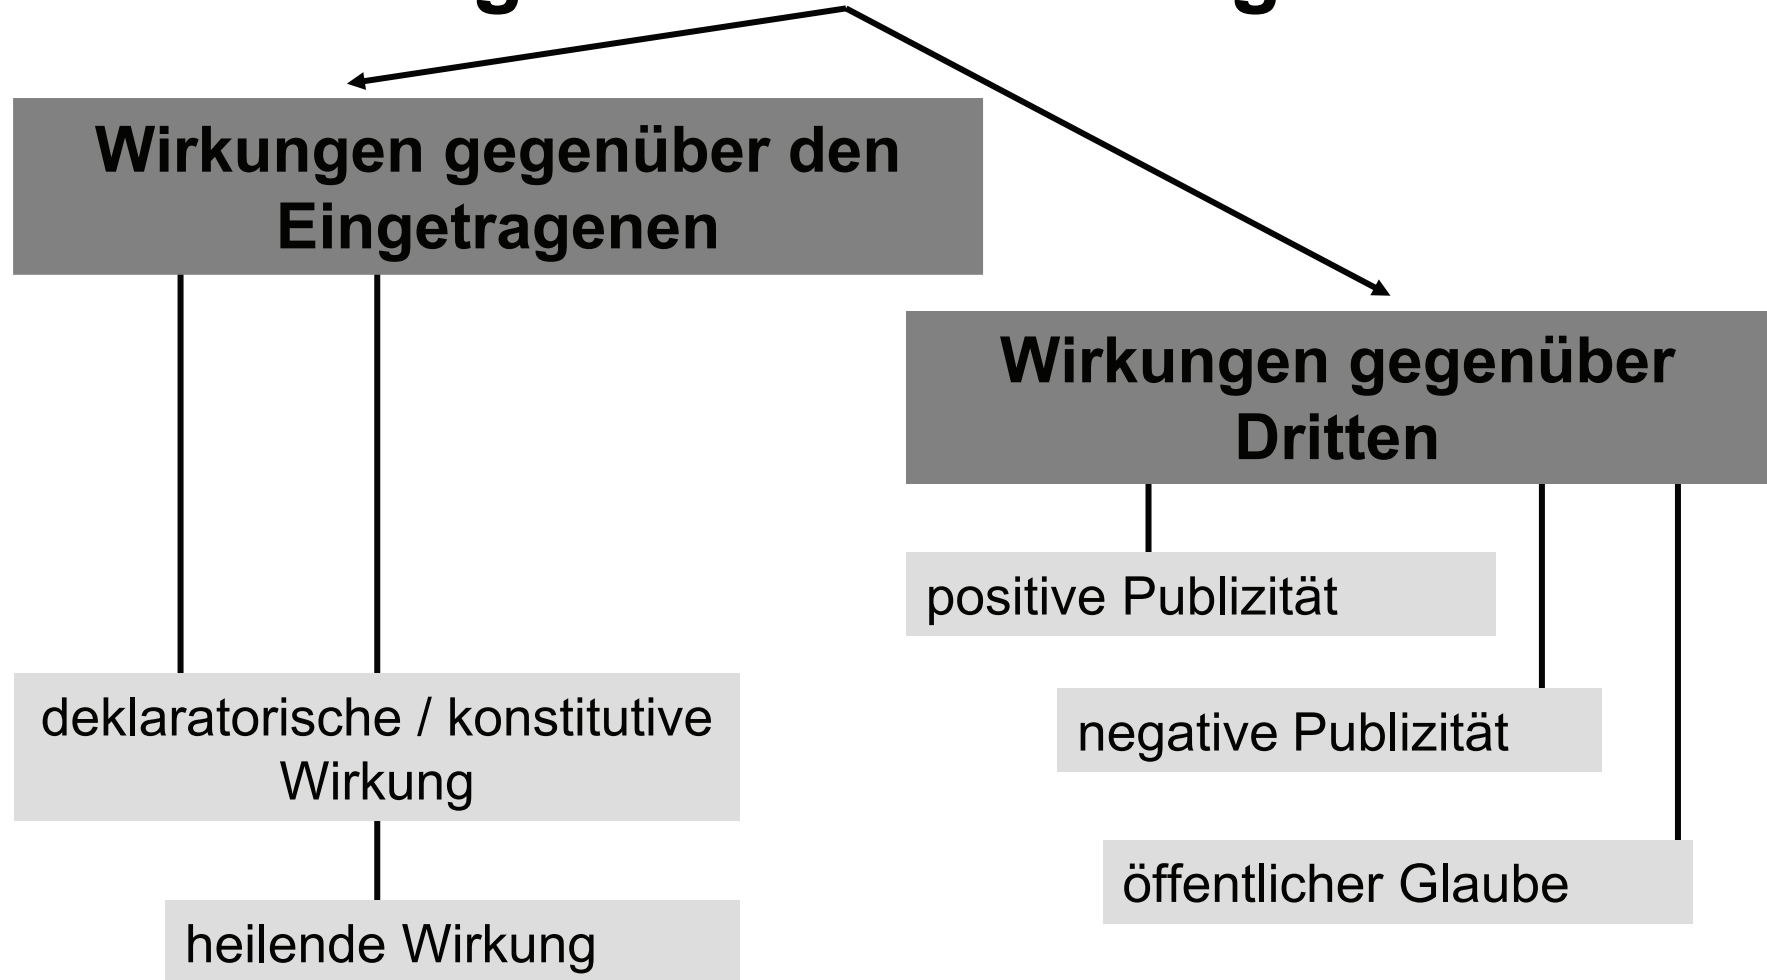 Wirkungen gegenüber den
Eingetragenen
Wirkungen gegenüber
Dritten
positive Publizität
negative Publizität
deklaratorische / konstitutive
Wirkung
öffentlicher Glaube
heilende Wirkung